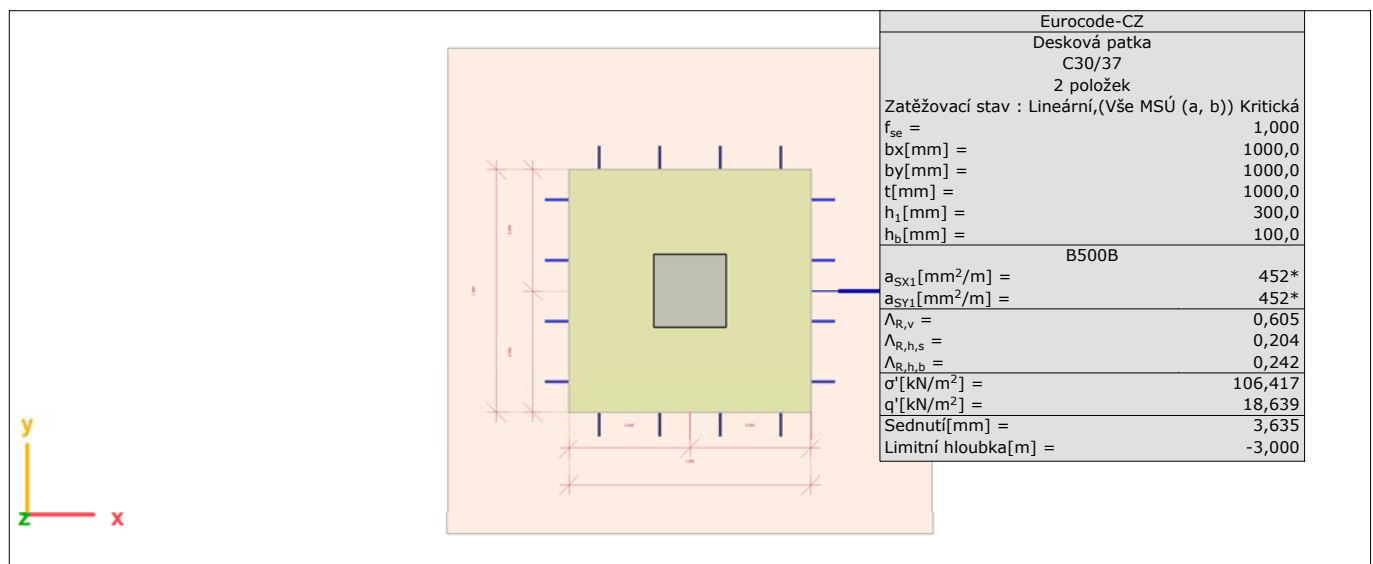 Eurocode-CZ
Desková patka
C30/37
2 položek
Zatěžovací stav : Lineární,(Vše MSÚ (a, b)) Kritická
fse = 1,000
bx[mm] = 1000,0
by[mm] = 1000,0
t[mm] = 1000,0
h1[mm] = 300,0
hb[mm] = 100,0
B500B
aSX1[mm²/m] = 452*
aSY1[mm²/m] = 452*
ΛR,v = 0,605
ΛR,h,s = 0,204
ΛR,h,b = 0,242
σ'[kN/m²] = 106,417
q'[kN/m²] = 18,639
Sednutí[mm] = 3,635
Limitní hloubka[m] = -3,000
y
z x